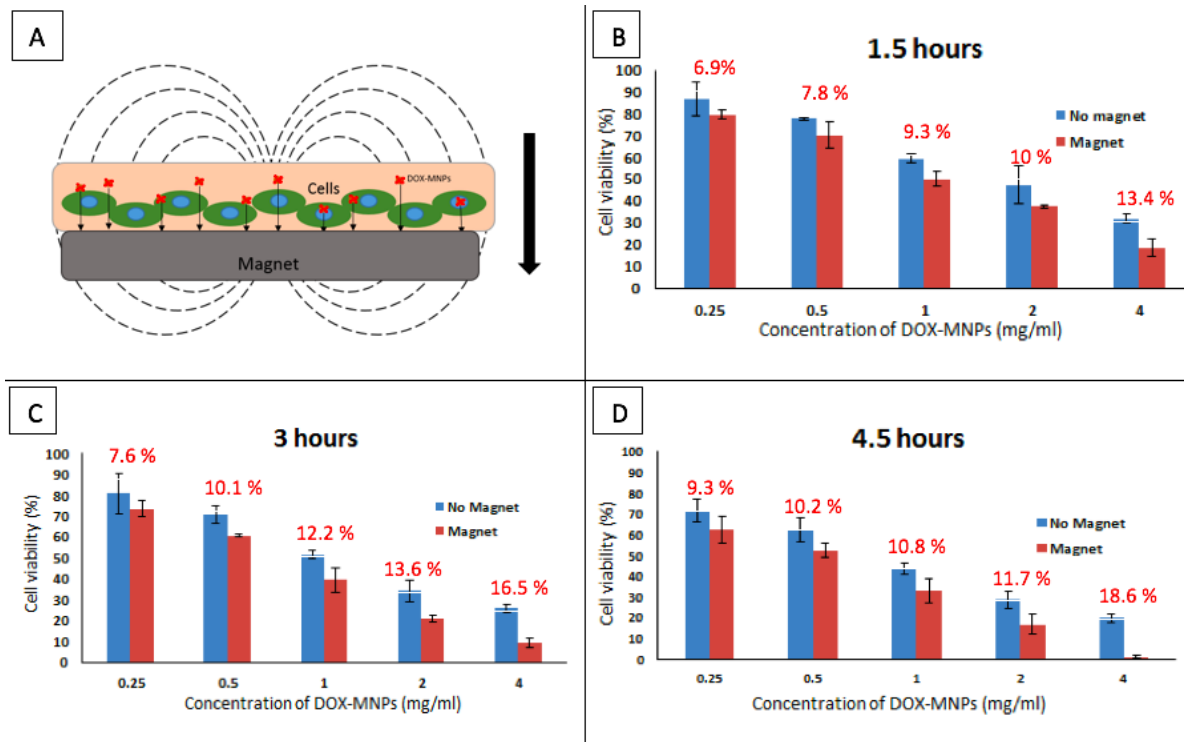 A
Cells
DOX-MNPs
Magnet
B
1.5 hours
Cell viability (%)
100
90
80
70
60
50
40
30
20
10
0
6.9%
7.8 %
9.3 %
10 %
13.4 %
No magnet
Magnet
0.25 0.5 1 2 4
Concentration of DOX-MNPs (mg/ml)
C
3 hours
Cell viability (%)
100
90
80
70
60
50
40
30
20
10
0
7.6 %
10.1 %
12.2 %
13.6 %
16.5 %
No Magnet
Magnet
0.25 0.5 1 2 4
Concentration of DOX-MNPs (mg/ml)
D
4.5 hours
Cell viability (%)
100
90
80
70
60
50
40
30
20
10
0
9.3 %
10.2 %
10.8 %
11.7 %
18.6 %
No Magnet
Magnet
0.25 0.5 1 2 4
Concentration of DOX-MNPs (mg/ml)